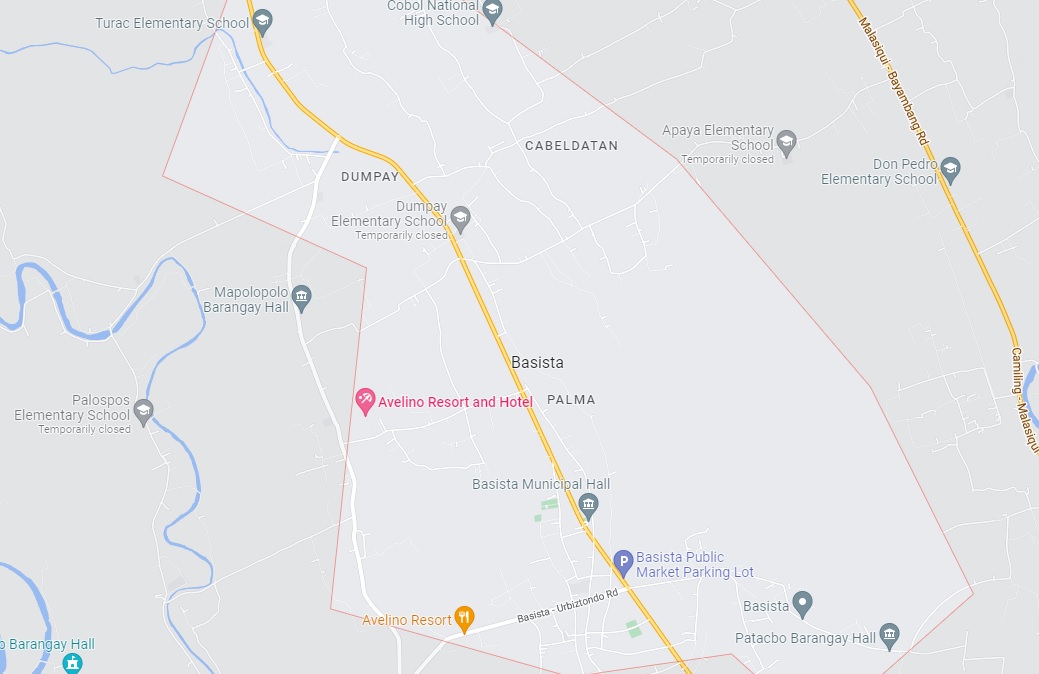 Cobol National
High School
Turac Elementary School
Malasiqui - Bayambang Rd
Apaya Elementary
School
Temporarily closed
CABELDATAN
Don Pedro
Elementary School
DUMPAY
Dumpay
Elementary School
Temporarily closed
Mapolopolo
Barangay Hall
Basista
Camiling - Malasiqui
Palospos
Elementary School
Temporarily closed
Avelino Resort and Hotel
PALMA
Basista Municipal Hall
P
Basista Public
Market Parking Lot
Basista - Urbiztondo Rd
Basista
Avelino Resort
Patacbo Barangay Hall
o Barangay Hall